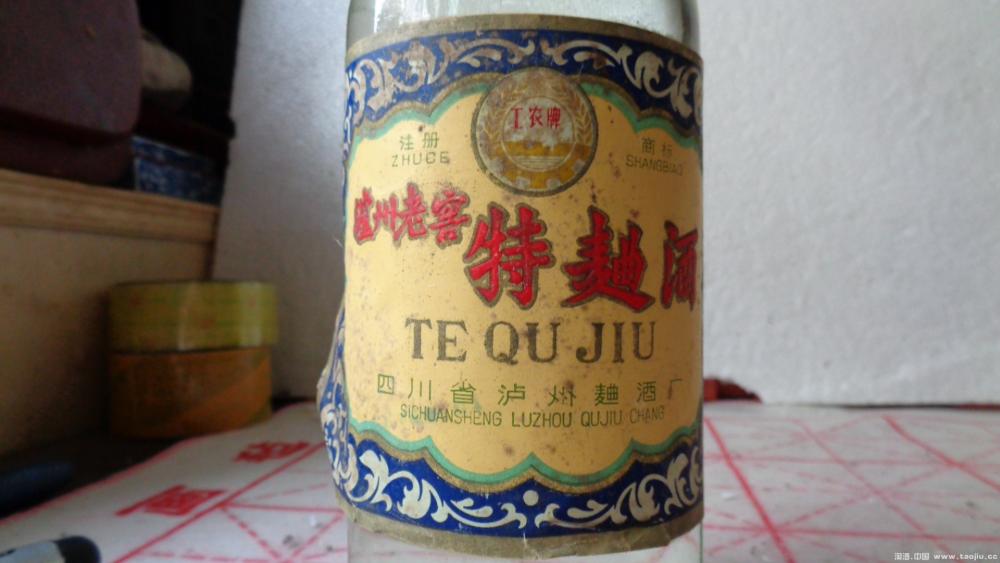 工农牌
注册 商标
ZHUCE SHANGBIAO
泸州老窖
特麯酒
TE QU JIU
四川省泸州麯酒厂
SICHUANSHENG LUZHOU QUJIU CHANG
淘酒.中国 www.taojiu.cc